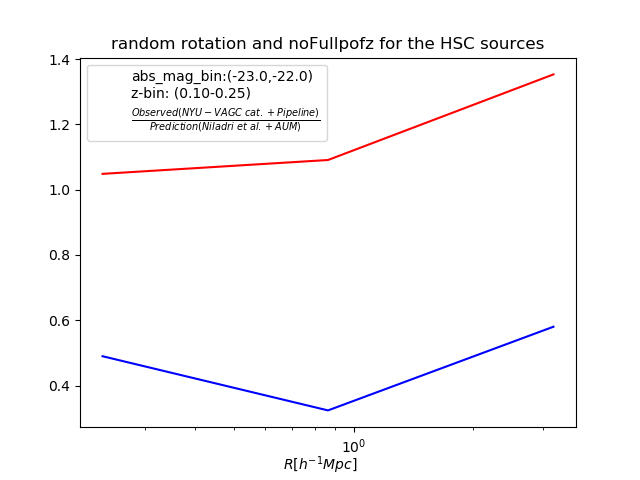 random rotation and noFullpofz for the HSC sources
abs_mag_bin:(-23.0,-22.0)
z-bin: (0.10-0.25)
Observed(NYU − VAGC cat. + Pipeline)
Prediction(Niladri et al. + AUM)
1.4
1.2
1.0
0.8
0.6
0.4
10⁰
R[h⁻¹Mpc]